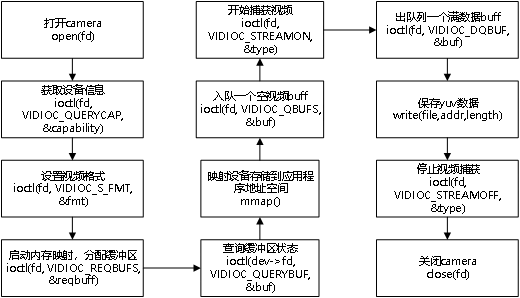 打开camera
open(fd)
获取设备信息
ioctl(fd,
VIDIOC_QUERYCAP,
&capability)
设置视频格式
ioctl(fd, VIDIOC_S_FMT,
&fmt)
启动内存映射，分配缓冲区
ioctl(fd, VIDIOC_REQBUFS,
&reqbuff)
查询缓冲区状态
ioctl(dev->fd,
VIDIOC_QUERYBUF,
&buf)
映射设备存储到应用程
序地址空间
mmap()
入队一个空视频buff
ioctl(fd, VIDIOC_QBUFS,
&buf)
开始捕获视频
ioctl(fd,
VIDIOC_STREAMON,
&type)
出队列一个满数据buff
ioctl(fd, VIDIOC_DQBUF,
&buf)
保存yuv数据
write(file,addr,length)
停止视频捕获
ioctl(fd,
VIDIOC_STREAMOFF,
&type)
关闭camera
close(fd)